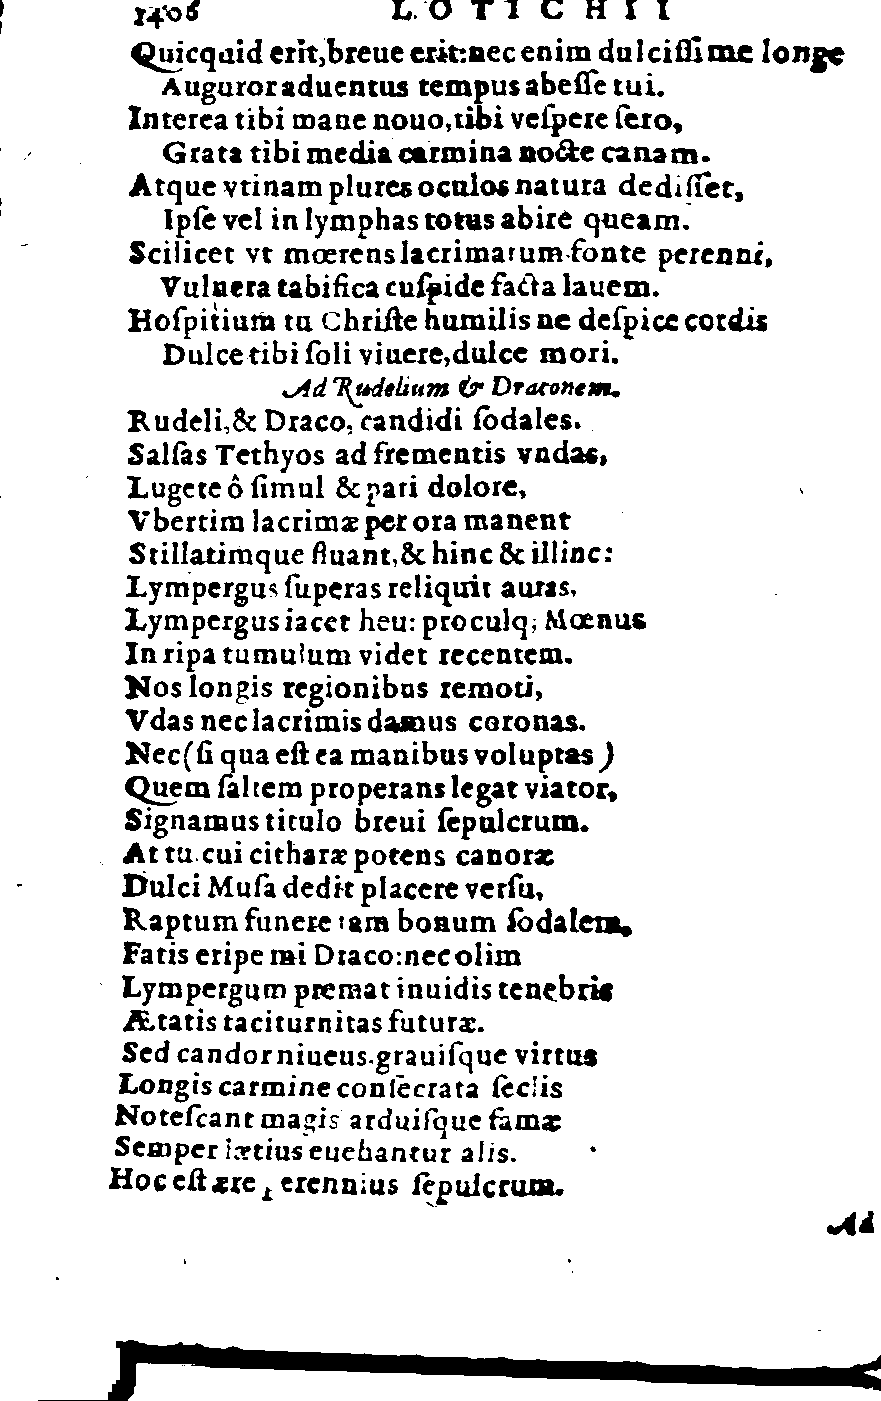 1406 LOTICHII
Quicquid erit, breue erit: nec enim dulcissime longe
Auguror aduentus tempus abesse tui.
Interea tibi mane nouo, tibi vespere sero,
Grata tibi media carmina nocte canam.
Atque vtinam plures oculos natura dedisset,
Ipse vel in lymphas totus abire queam.
Scilicet vt mœrens lacrimarum fonte perenni,
Vulnera tabifica cuspide facta lauem.
Hospitium tu Christe humilis ne despice cordis
Dulce tibi soli viuere, dulce mori.
Ad Rudelium & Draconem.
Rudeli, & Draco, candidi sodales.
Salsas Tethyos ad frementis vndas,
Lugete ô simul & pari dolore,
Vbertim lacrimæ per ora manent
Stillatimque fluant, & hinc & illinc:
Lympergus superas reliquit auras,
Lympergus iacet heu: proculq; Mœnus
In ripa tumulum videt recentem.
Nos longis regionibus remoti,
Vdas nec lacrimis damus coronas.
Nec (si qua est ea manibus voluptas)
Quem saltem properans legat viator,
Signamus titulo breui sepulcrum.
At tu cui citharæ potens canoræ
Dulci Musa dedit placere versu,
Raptum funere tam bonum sodalem,
Fatis eripe mi Draco: nec olim
Lympergum premat inuidis tenebris
Ætatis taciturnitas futuræ.
Sed candor niueus. grauisque virtus
Longis carmine consecrata seclis
Notescant magis arduisque famæ
Semper lætius euehantur alis.
Hoc est ære perennius sepulcrum.
Ad